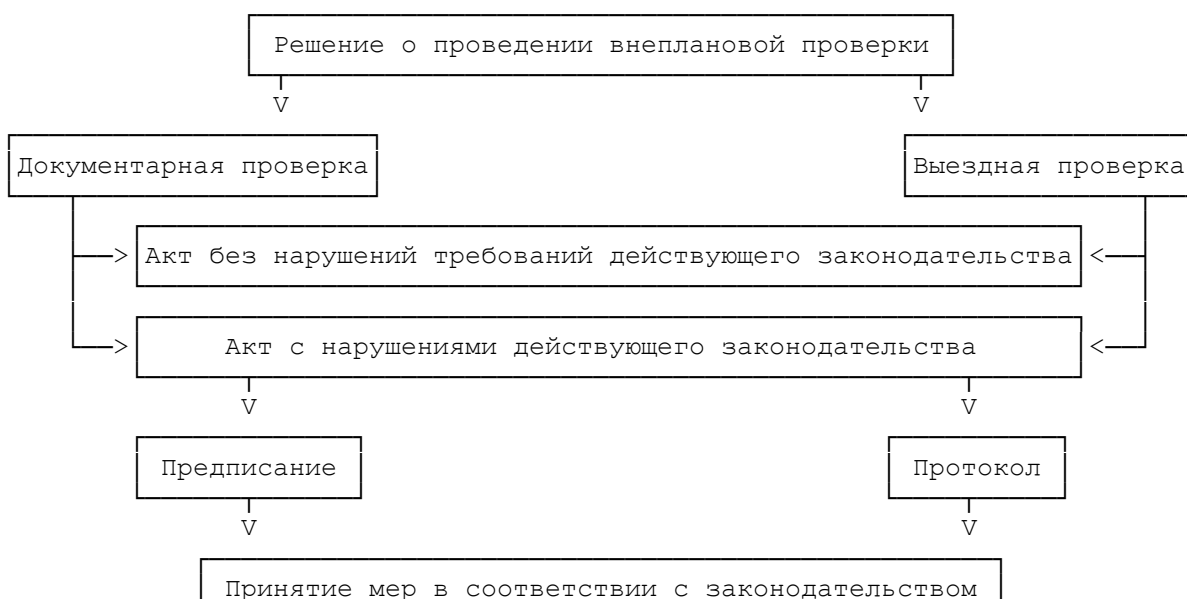 Решение о проведении внеплановой проверки
V V
Документарная проверка Выездная проверка
> Акт без нарушений требований действующего законодательства <
> Акт с нарушениями действующего законодательства <
V V
Предписание Протокол
V V
Принятие мер в соответствии с законодательством